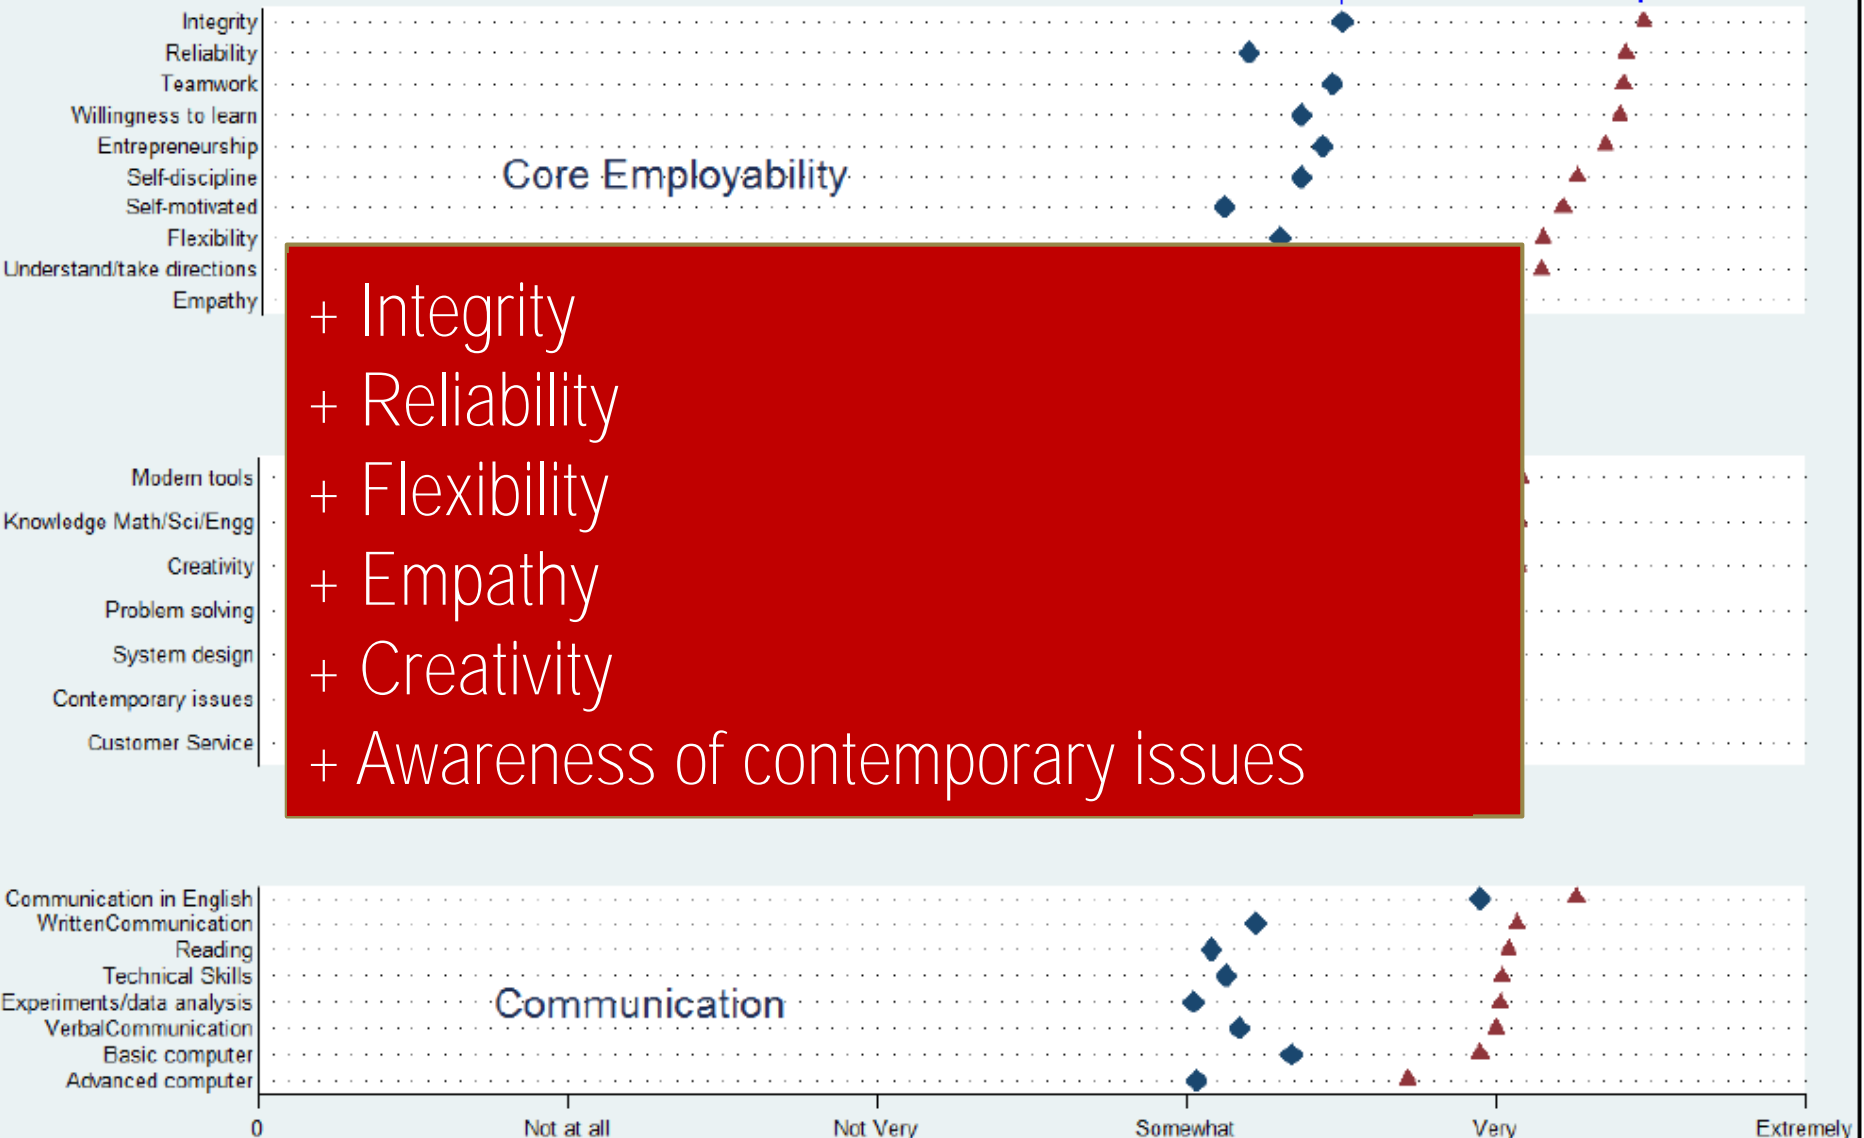 Integrity
Reliability
Teamwork
Willingness to learn
Entrepreneurship
Self-discipline
Self-motivated
Flexibility
Understand/take directions
Empathy
Core Employability
+ Integrity
+ Reliability
+ Flexibility
+ Empathy
+ Creativity
+ Awareness of contemporary issues
Modern tools
Knowledge Math/Sci/Engg
Creativity
Problem solving
System design
Contemporary issues
Customer Service
Communication in English
WrittenCommunication
Reading
Technical Skills
Experiments/data analysis
VerbalCommunication
Basic computer
Advanced computer
Communication
0 Not at all Not Very Somewhat Very Extremely